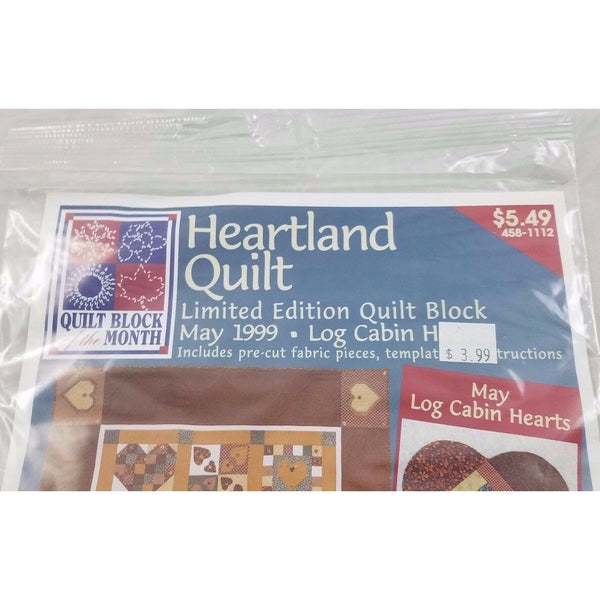 $5.49
458-1112
Heartland
Quilt
QUILT BLOCK
of the MONTH
Limited Edition Quilt Block
May 1999 • Log Cabin H
Includes pre-cut fabric pieces, templat tructions
$ 3.99
May
Log Cabin Hearts